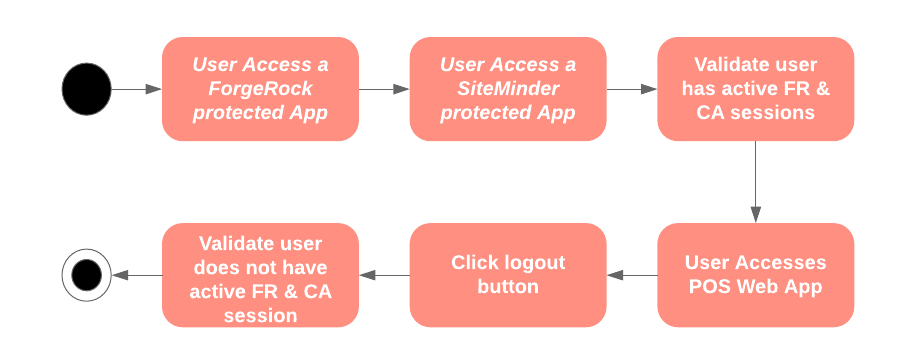 User Access a
ForgeRock
protected App
User Access a
SiteMinder
protected App
Validate user
has active FR &
CA sessions
User Accesses
POS Web App
Click logout
button
Validate user
does not have
active FR & CA
session